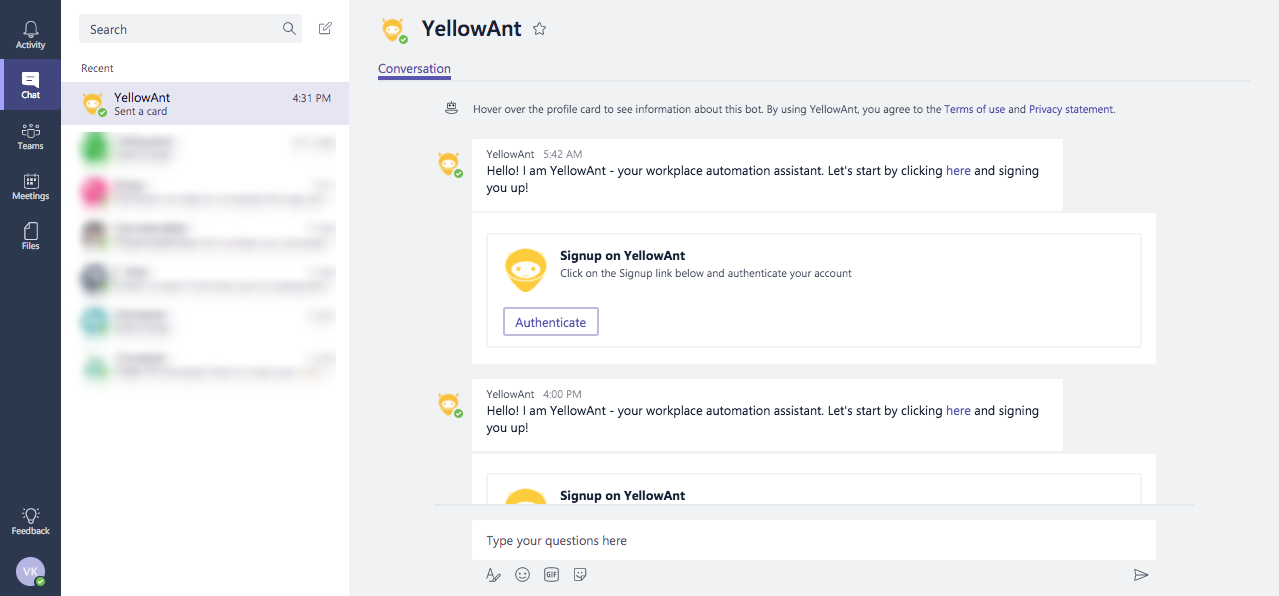 Activity
Chat
Teams
Meetings
Files
Feedback
VK
Search
Recent
YellowAnt 4:31 PM
Sent a card
YellowAnt
Conversation
Hover over the profile card to see information about this bot. By using YellowAnt, you agree to the Terms of use and Privacy statement.
YellowAnt 5:42 AM
Hello! I am YellowAnt - your workplace automation assistant. Let's start by clicking here and signing
you up!
Signup on YellowAnt
Click on the Signup link below and authenticate your account
Authenticate
YellowAnt 4:00 PM
Hello! I am YellowAnt - your workplace automation assistant. Let's start by clicking here and signing
you up!
Signup on YellowAnt
Type your questions here
GIF